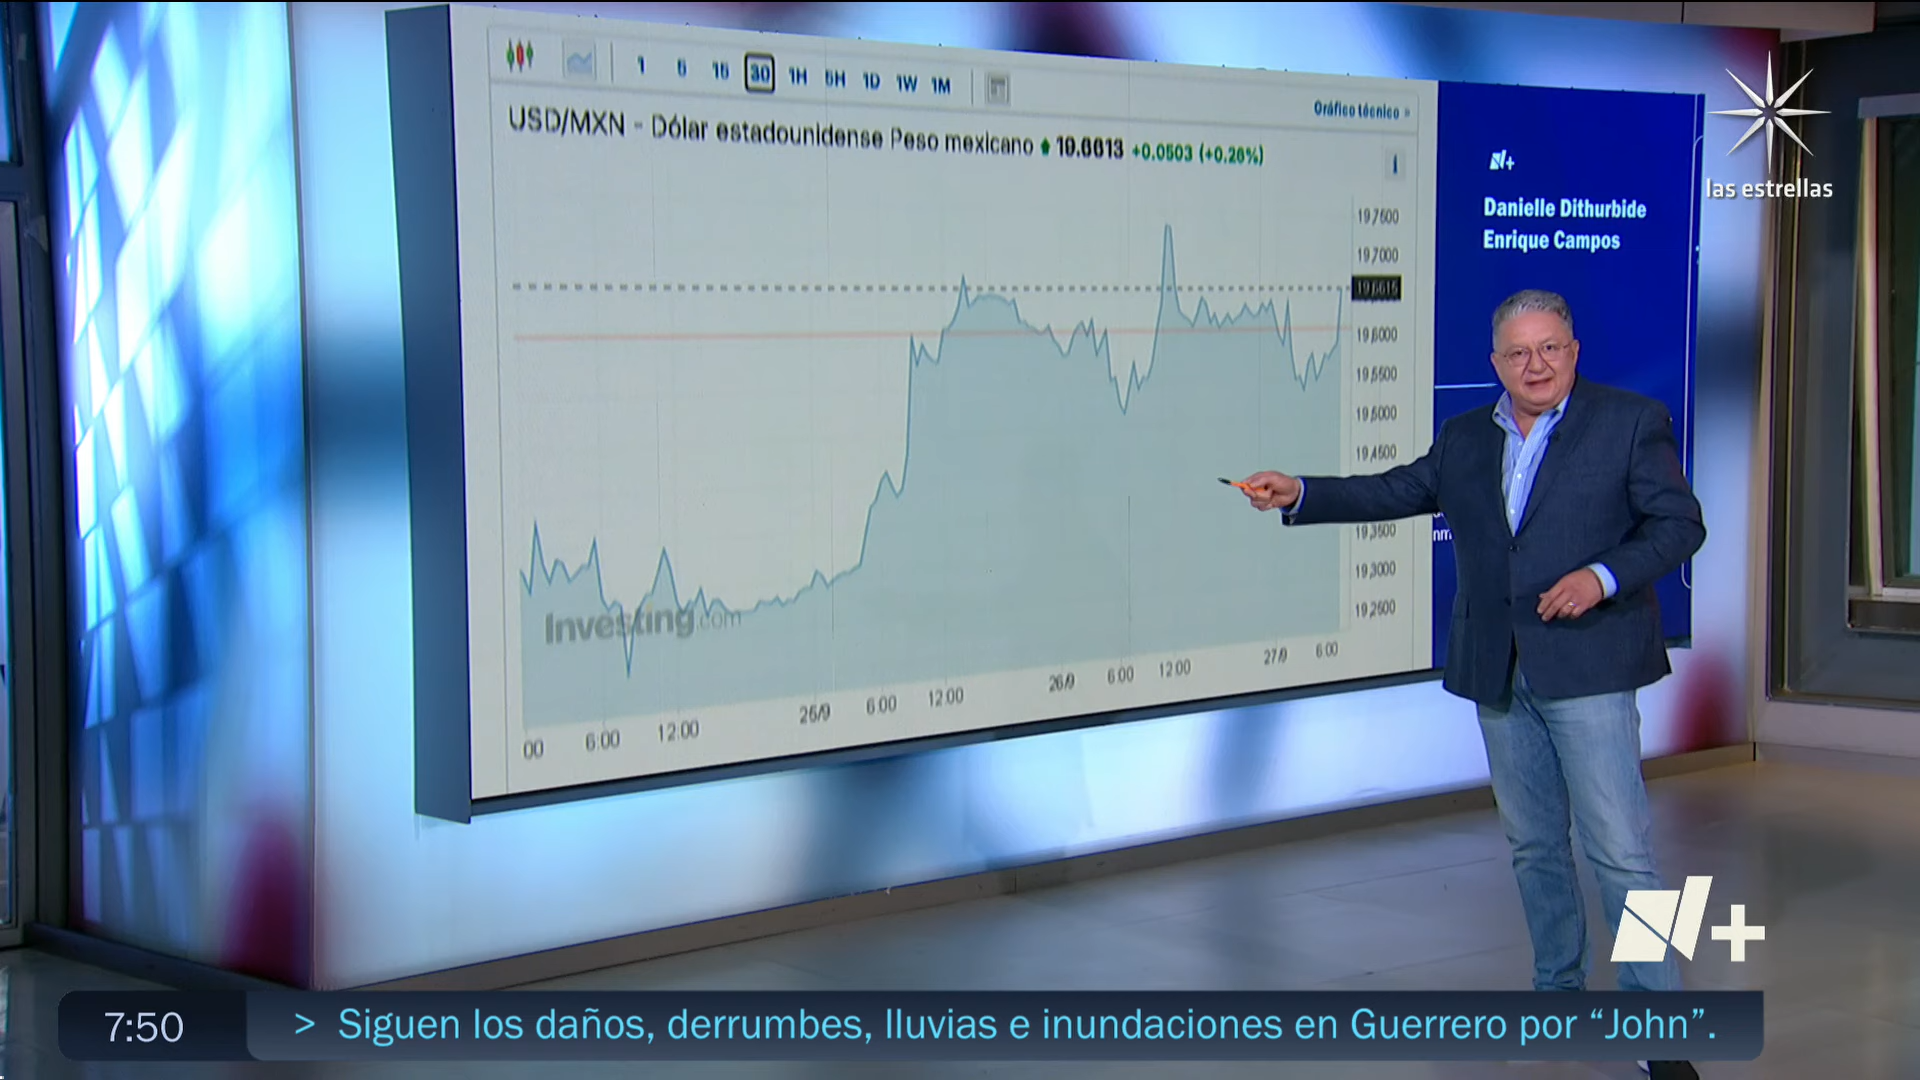 1 5 15 30 1H 5H 1D 1W 1M
Gráfico técnico »
USD/MXN - Dólar estadounidense Peso mexicano 19.6613 +0.0503 (+0.26%)
19,7500
19,7000
19,6615
19,6000
19,5500
19,5000
19,4500
19,3500
19,3000
19,2500
Investing.com
00 6:00 12:00 26/9 6:00 12:00 26/9 6:00 12:00 27/9 6:00
N+
Danielle Dithurbide
Enrique Campos
las estrellas
N+
7:50 > Siguen los daños, derrumbes, lluvias e inundaciones en Guerrero por “John”.